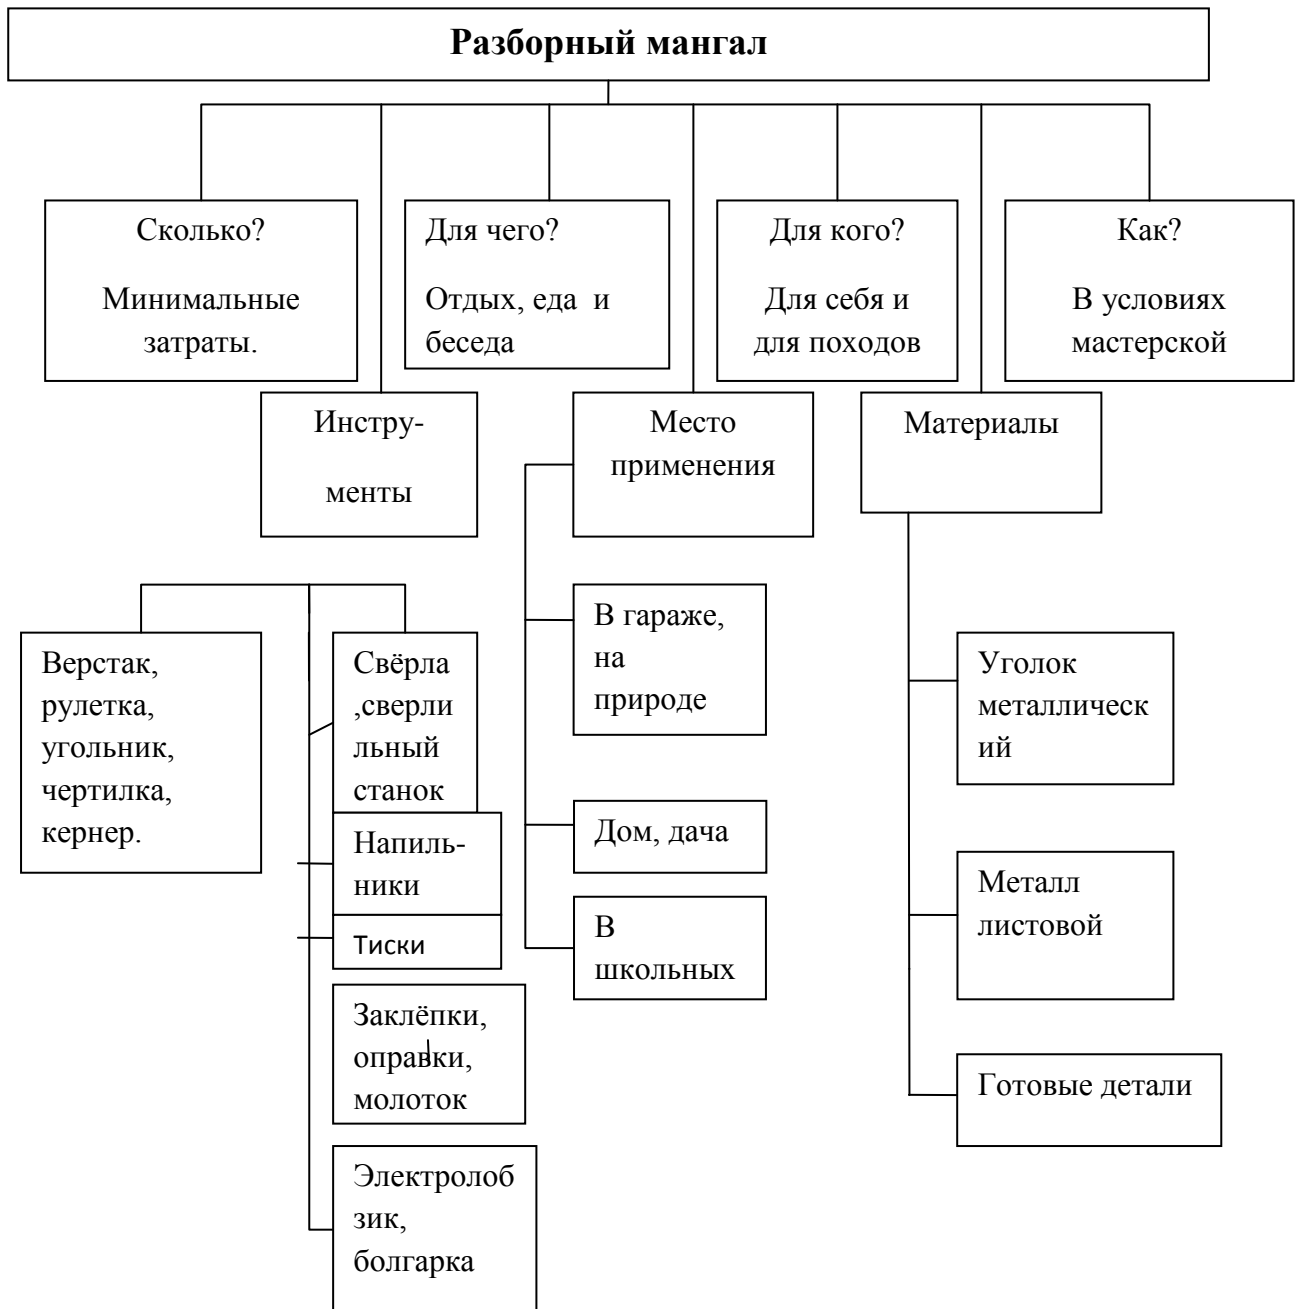 Разборный мангал
Сколько?
Минимальные
затраты.
Для чего?
Отдых, еда  и
беседа
Для кого?
Для себя и
для походов
Как?
В условиях
мастерской
Инстру-
менты
Место
применения
Материалы
Верстак,
рулетка,
угольник,
чертилка,
кернер.
Свёрла
,сверли
льный
станок
Напиль-
ники
Тиски
Заклёпки,
оправки,
молоток
Электролоб
зик,
болгарка
В гараже,
на
природе
Дом, дача
В
школьных
Уголок
металлическ
ий
Металл
листовой
Готовые детали